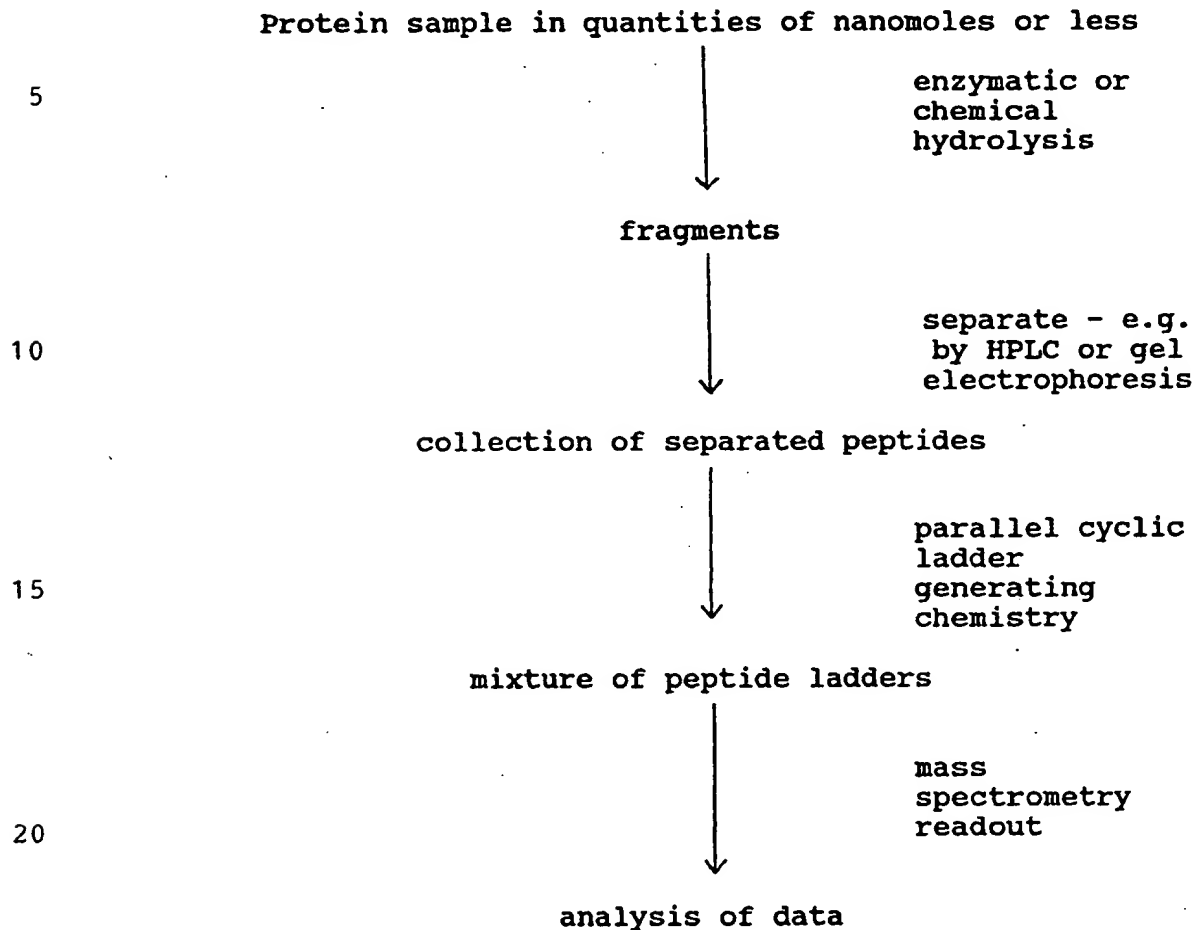 Protein sample in quantities of nanomoles or less
5
enzymatic or
chemical
hydrolysis
fragments
separate - e.g.
10
by HPLC or gel
electrophoresis
collection of separated peptides
parallel cyclic
ladder
15
generating
chemistry
mixture of peptide ladders
mass
spectrometry
20
readout
analysis of data